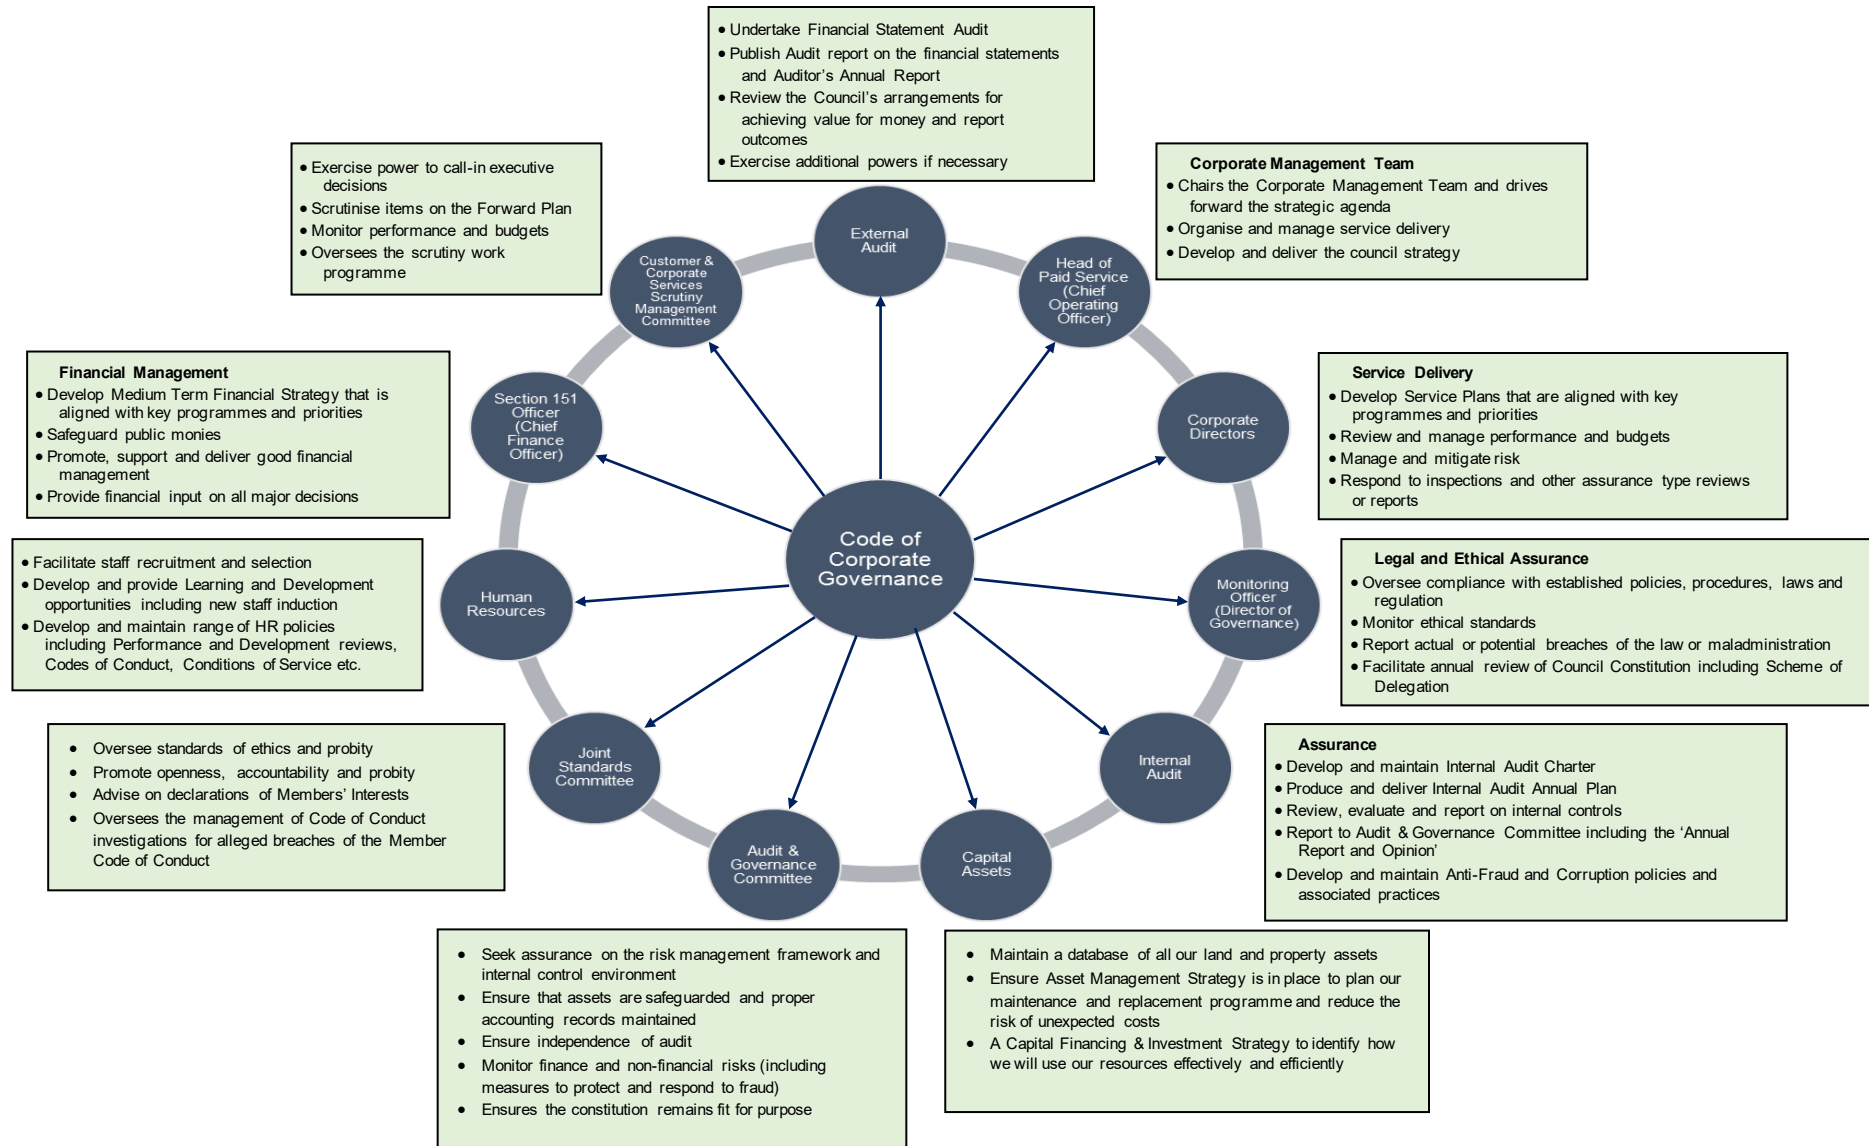 • Undertake Financial Statement Audit
• Publish Audit report on the financial statements
and Auditor's Annual Report
• Review the Council's arrangements for
achieving value for money and report
outcomes
• Exercise additional powers if necessary
• Exercise power to call-in executive
decisions
• Scrutinise items on the Forward Plan
• Monitor performance and budgets
• Oversees the scrutiny work
programme
Corporate Management Team
• Chairs the Corporate Management Team and drives
forward the strategic agenda
• Organise and manage service delivery
• Develop and deliver the council strategy
External
Audit
Customer &
Corporate
Services
Scrutiny
Management
Committee
Head of
Paid Service
(Chief
Operating
Officer)
Financial Management
• Develop Medium Term Financial Strategy that is
aligned with key programmes and priorities
• Safeguard public monies
• Promote, support and deliver good financial
management
• Provide financial input on all major decisions
Section 151
Officer
(Chief
Finance
Officer)
Corporate
Directors
Service Delivery
• Develop Service Plans that are aligned with key
programmes and priorities
• Review and manage performance and budgets
• Manage and mitigate risk
• Respond to inspections and other assurance type reviews
or reports
Code of
Corporate
Governance
• Facilitate staff recruitment and selection
• Develop and provide Learning and Development
opportunities including new staff induction
• Develop and maintain range of HR policies
including Performance and Development reviews,
Codes of Conduct, Conditions of Service etc.
Human
Resources
Monitoring
Officer
(Director of
Governance)
Legal and Ethical Assurance
• Oversee compliance with established policies, procedures, laws and
regulation
• Monitor ethical standards
• Report actual or potential breaches of the law or maladministration
• Facilitate annual review of Council Constitution including Scheme of
Delegation
• Oversee standards of ethics and probity
• Promote openness, accountability and probity
• Advise on declarations of Members' Interests
• Oversees the management of Code of Conduct
investigations for alleged breaches of the Member
Code of Conduct
Joint
Standards
Committee
Internal
Audit
Assurance
• Develop and maintain Internal Audit Charter
• Produce and deliver Internal Audit Annual Plan
• Review, evaluate and report on internal controls
• Report to Audit & Governance Committee including the 'Annual
Report and Opinion'
• Develop and maintain Anti-Fraud and Corruption policies and
associated practices
Audit &
Governance
Committee
Capital
Assets
• Seek assurance on the risk management framework and
internal control environment
• Ensure that assets are safeguarded and proper
accounting records maintained
• Ensure independence of audit
• Monitor finance and non-financial risks (including
measures to protect and respond to fraud)
• Ensures the constitution remains fit for purpose
• Maintain a database of all our land and property assets
• Ensure Asset Management Strategy is in place to plan our
maintenance and replacement programme and reduce the
risk of unexpected costs
• A Capital Financing & Investment Strategy to identify how
we will use our resources effectively and efficiently